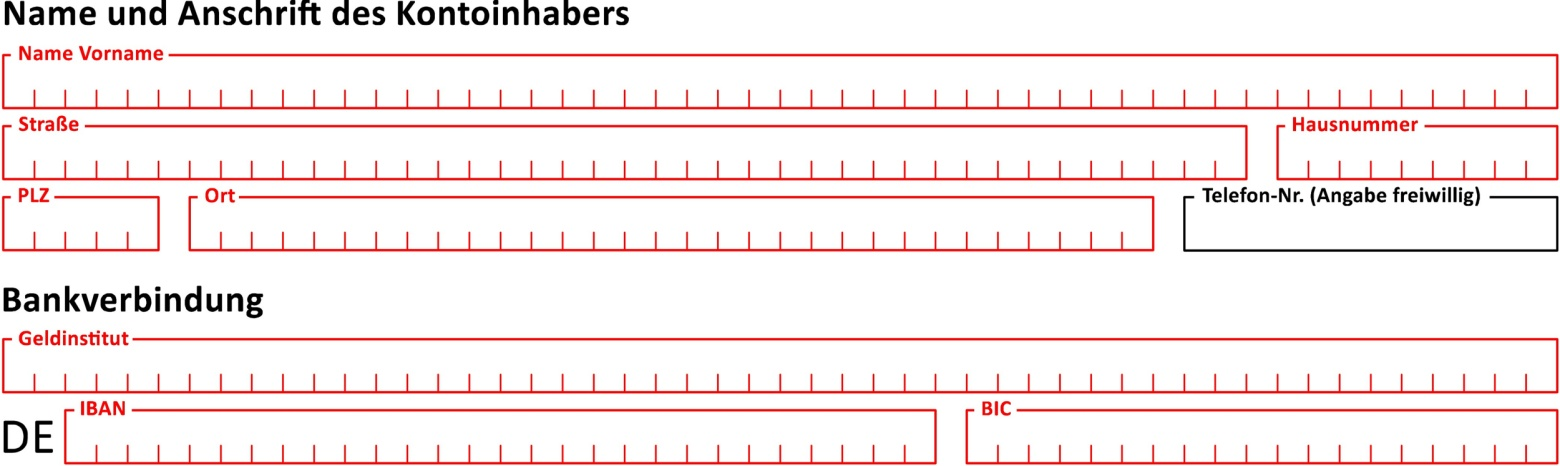 Name und Anschrift des Kontoinhabers
Name Vorname
Straße Hausnummer
PLZ Ort Telefon-Nr. (Angabe freiwillig)
Bankverbindung
Geldinstitut
DE IBAN BIC